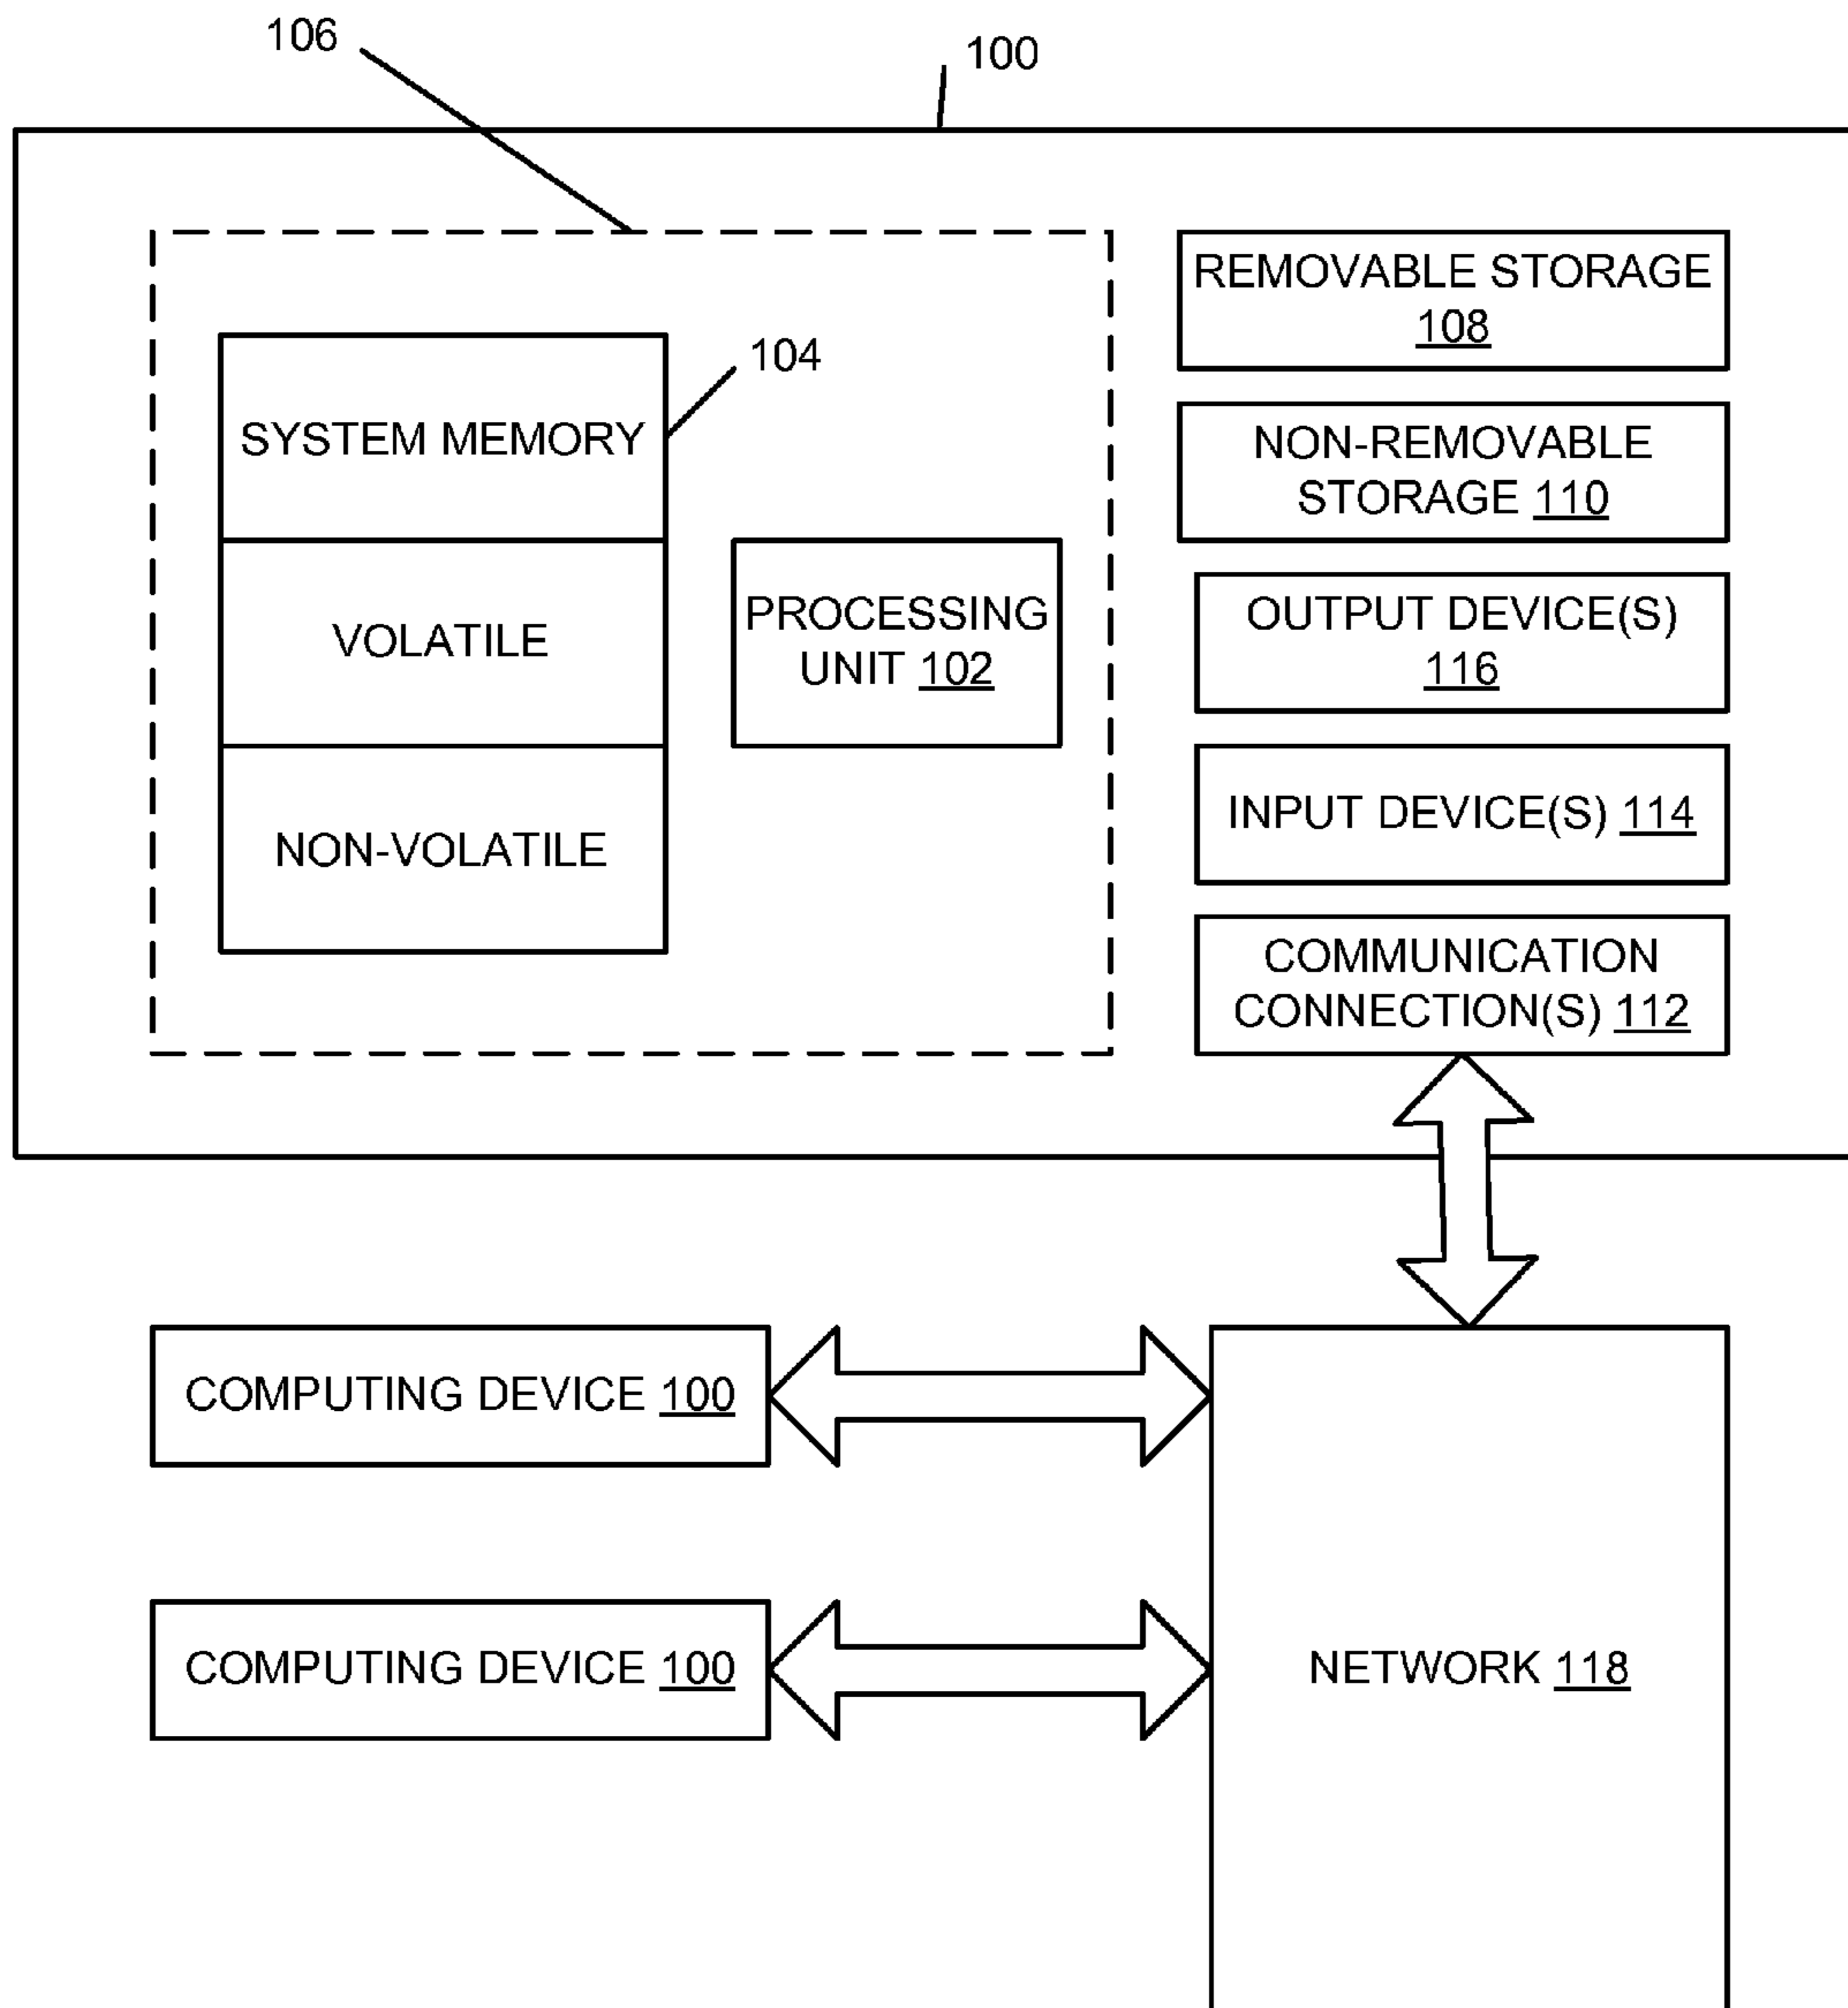 106
100
SYSTEM MEMORY
104
VOLATILE
NON-VOLATILE
PROCESSING
UNIT 102
REMOVABLE STORAGE
108
NON-REMOVABLE
STORAGE 110
OUTPUT DEVICE(S)
116
INPUT DEVICE(S) 114
COMMUNICATION
CONNECTION(S) 112
COMPUTING DEVICE 100
COMPUTING DEVICE 100
NETWORK 118